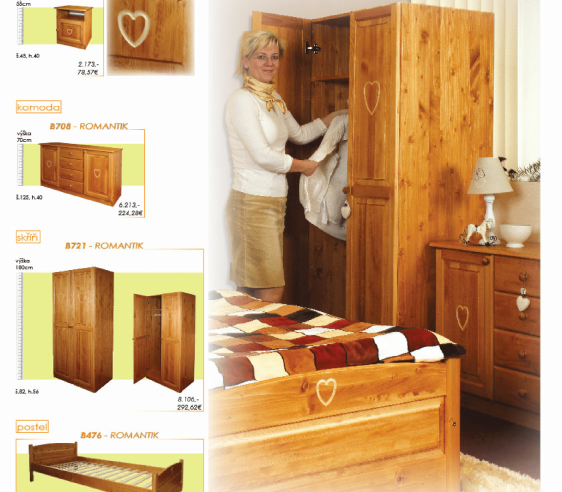 55cm
š.45, h.40
2.173,-
78,57€
komoda
B708 - ROMANTIK
výška
70cm
š.125, h.40
6.213,-
224,28€
skříň
B721 - ROMANTIK
výška
180cm
š.82, h.56
8.106,-
292,62€
postel
B476 - ROMANTIK